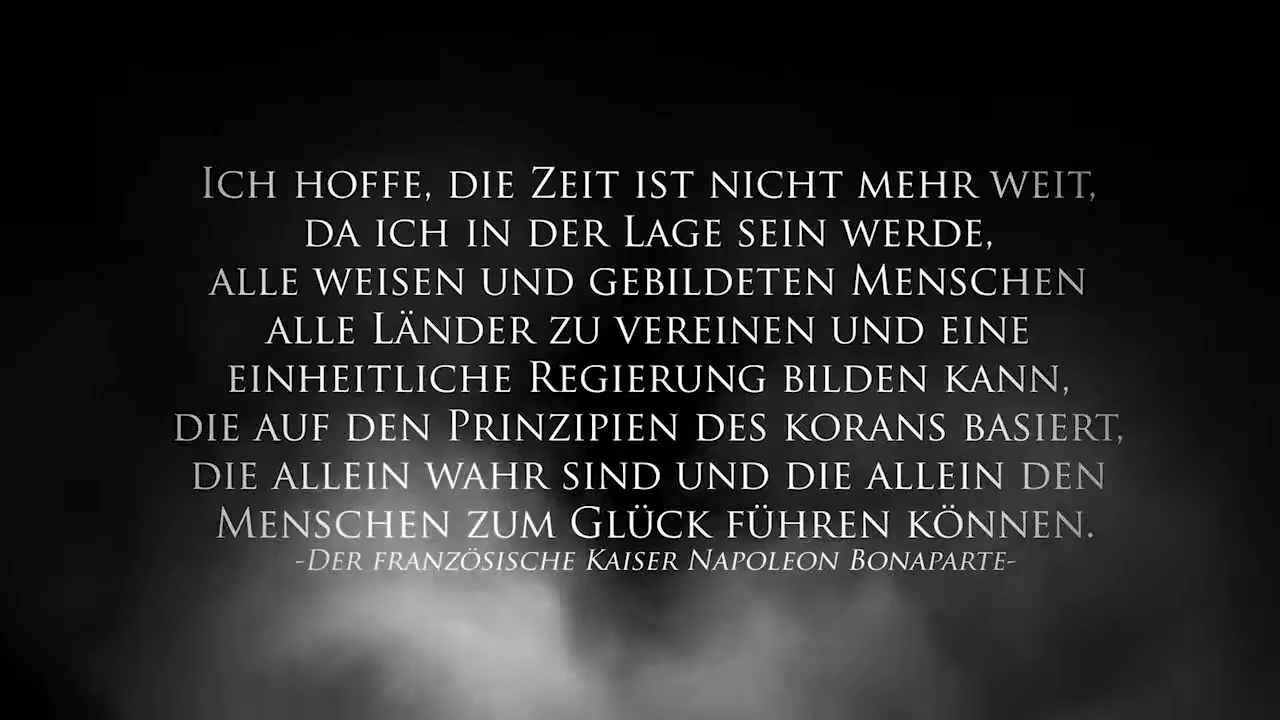 Ich hoffe, die Zeit ist nicht mehr weit,
da ich in der Lage sein werde,
alle weisen und gebildeten Menschen
alle Länder zu vereinen und eine
einheitliche Regierung bilden kann,
die auf den Prinzipien des korans basiert,
die allein wahr sind und die allein den
Menschen zum Glück führen können.
-Der französische Kaiser Napoleon Bonaparte-